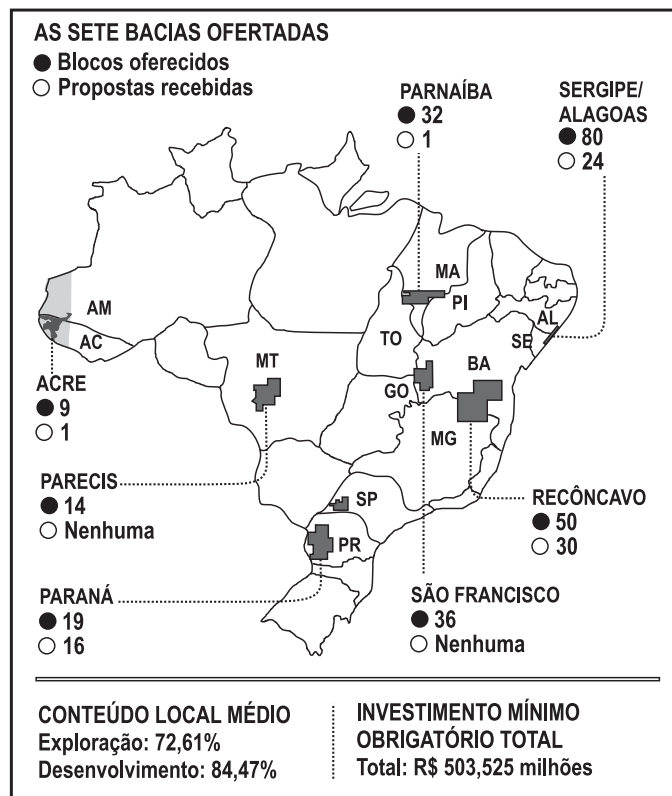 AS SETE BACIAS OFERTADAS
Blocos oferecidos
Propostas recebidas
PARNAÍBA
32
1
SERGIPE/
ALAGOAS
80
24
MA
PI
AL
SE
AM
AC
TO
MT
BA
GO
MG
SP
PR
ACRE
9
1
PARECIS
14
Nenhuma
PARANÁ
19
16
RECÔNCAVO
50
30
SÃO FRANCISCO
36
Nenhuma
CONTEÚDO LOCAL MÉDIO
Exploração: 72,61%
Desenvolvimento: 84,47%
INVESTIMENTO MÍNIMO
OBRIGATÓRIO TOTAL
Total: R$ 503,525 milhões